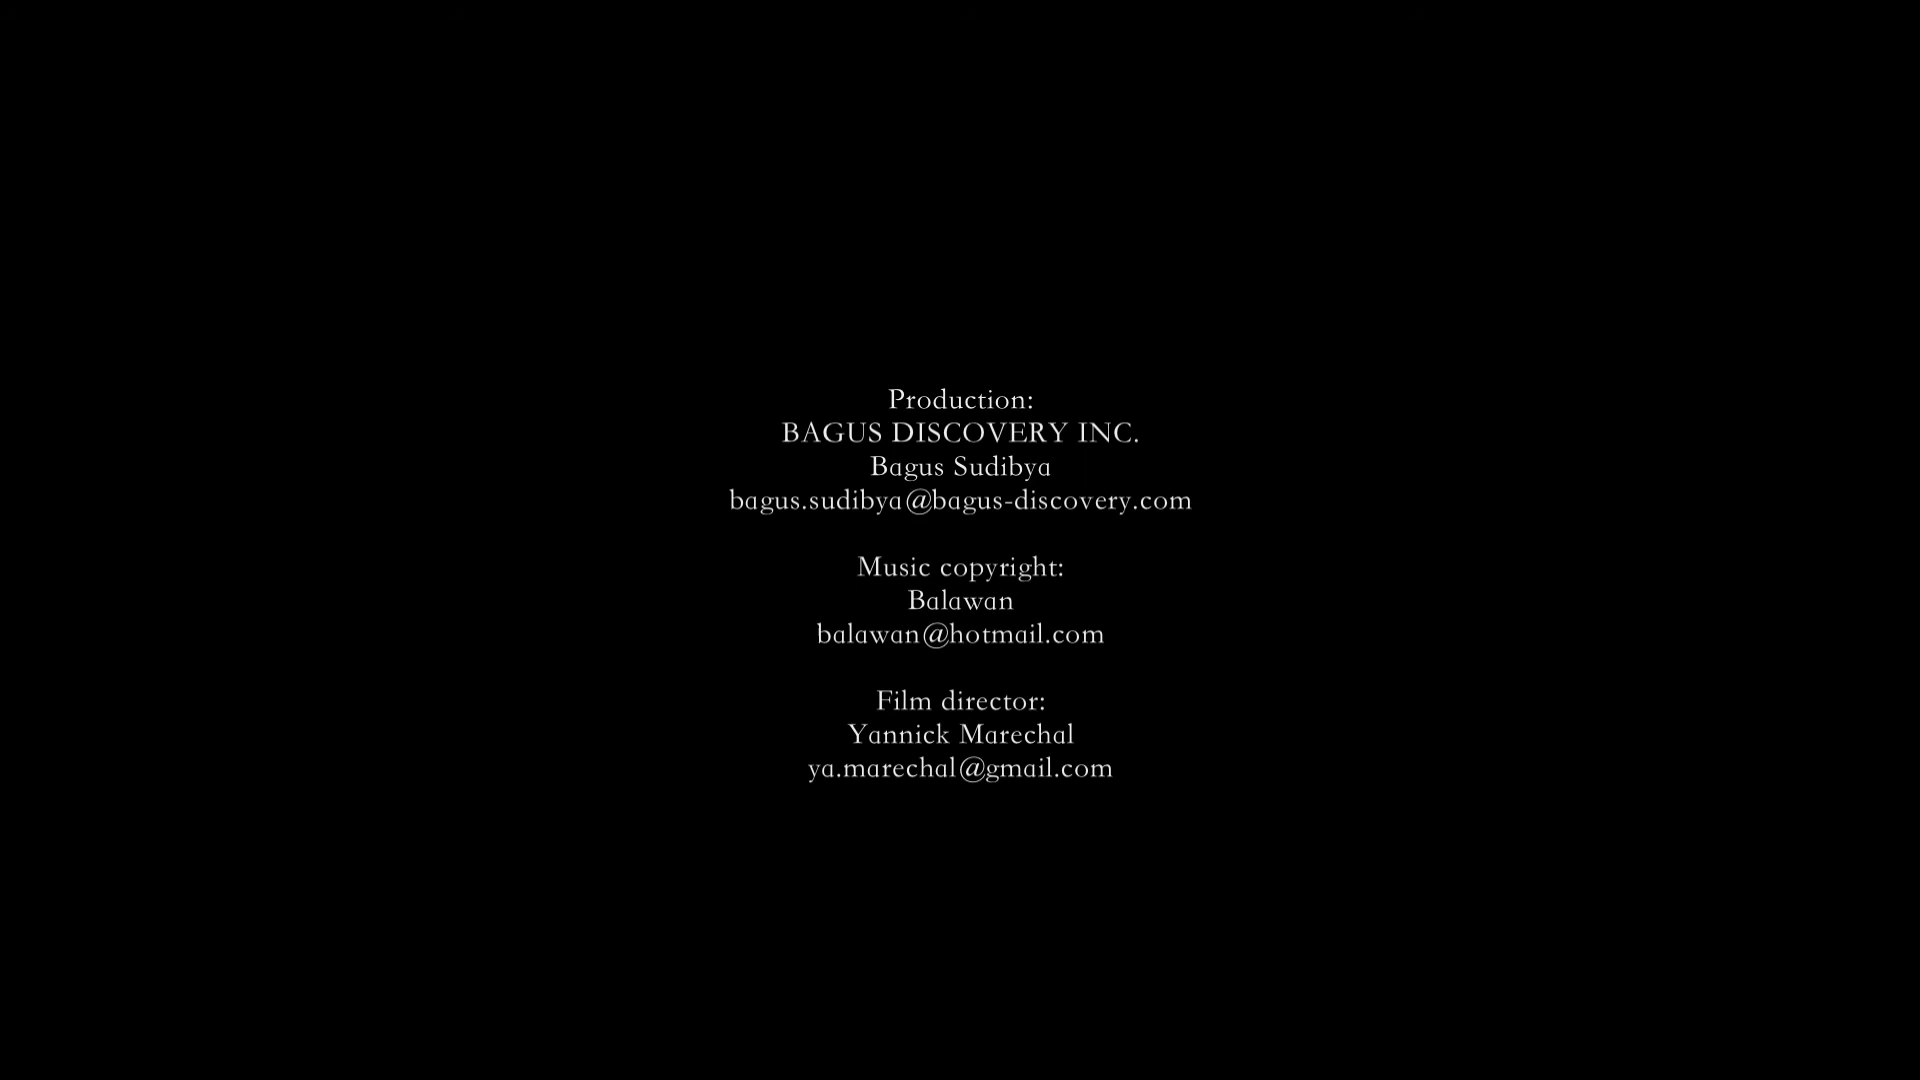 Production:
BAGUS DISCOVERY INC.
Bagus Sudibya
bagus.sudibya@bagus-discovery.com
Music copyright:
Balawan
balawan@hotmail.com
Film director:
Yannick Marechal
ya.marechal@gmail.com